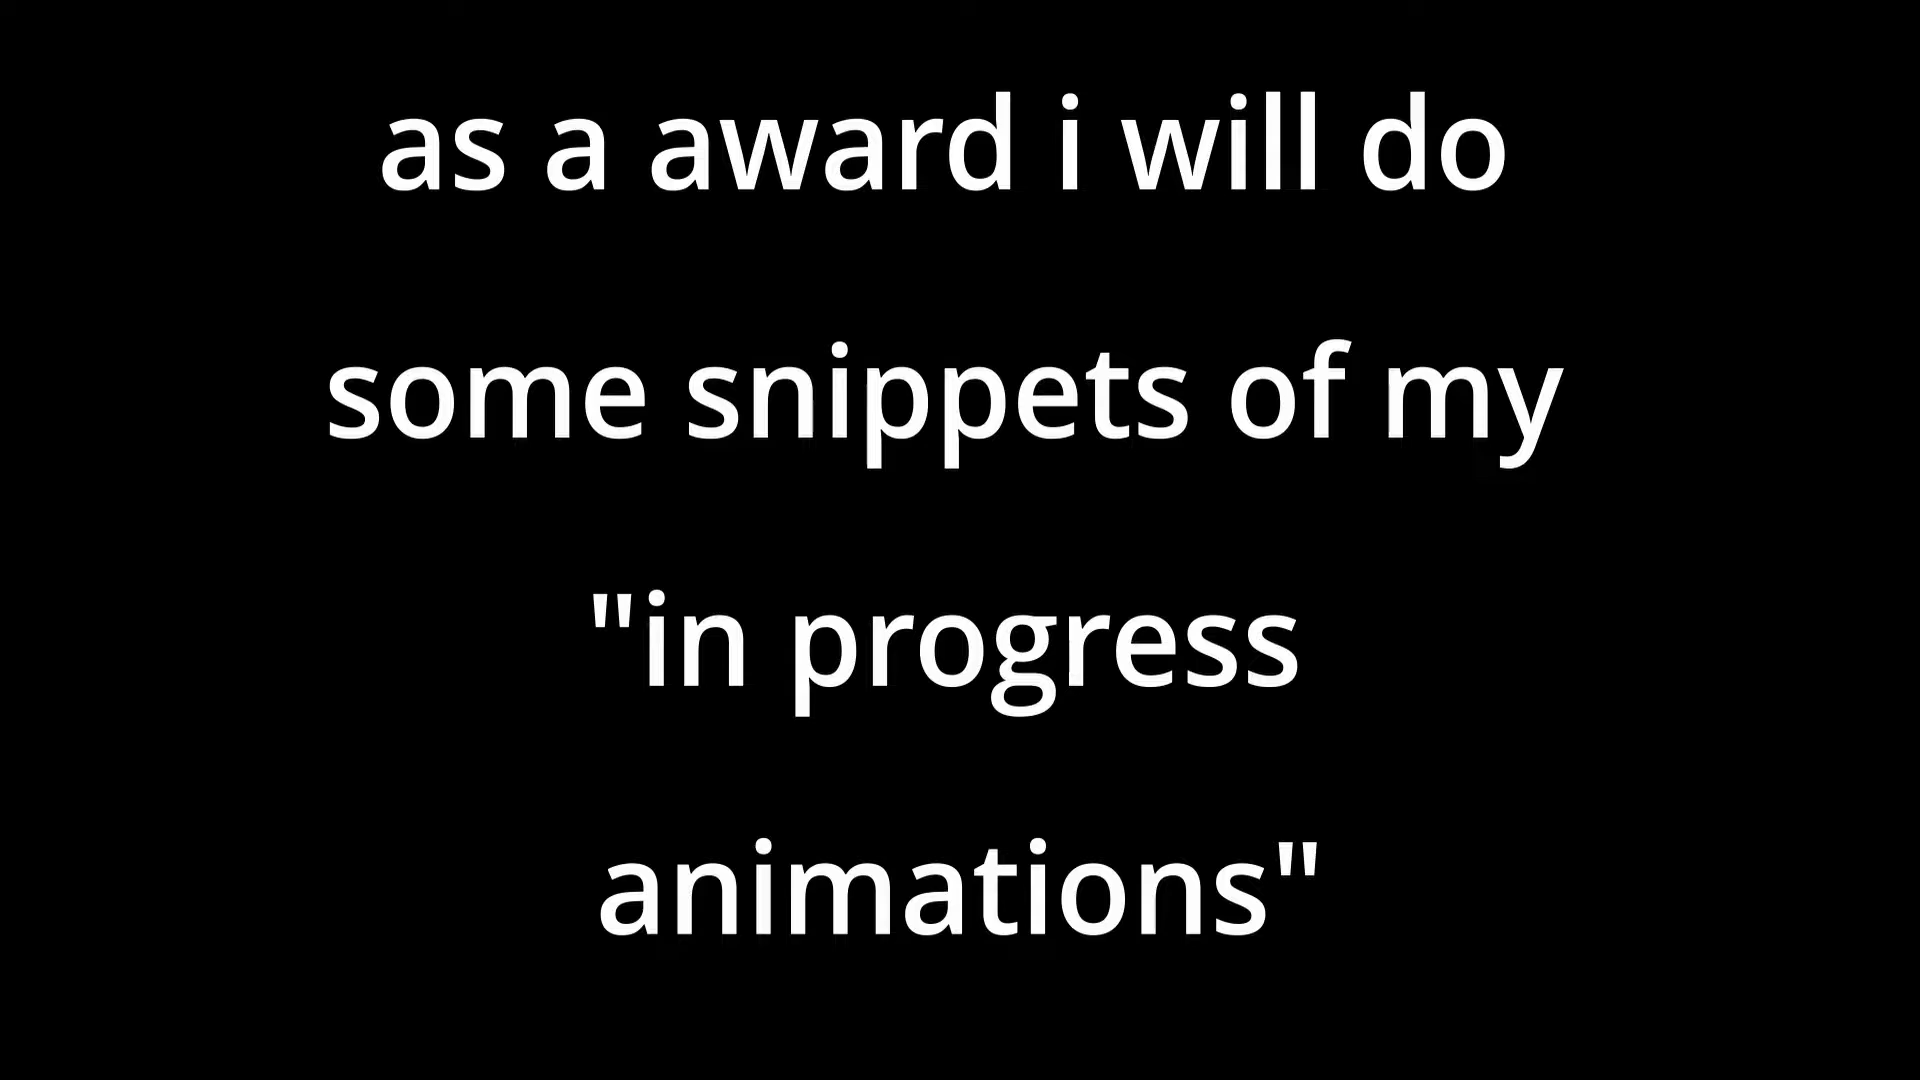 as a award i will do
some snippets of my
"in progress
animations"